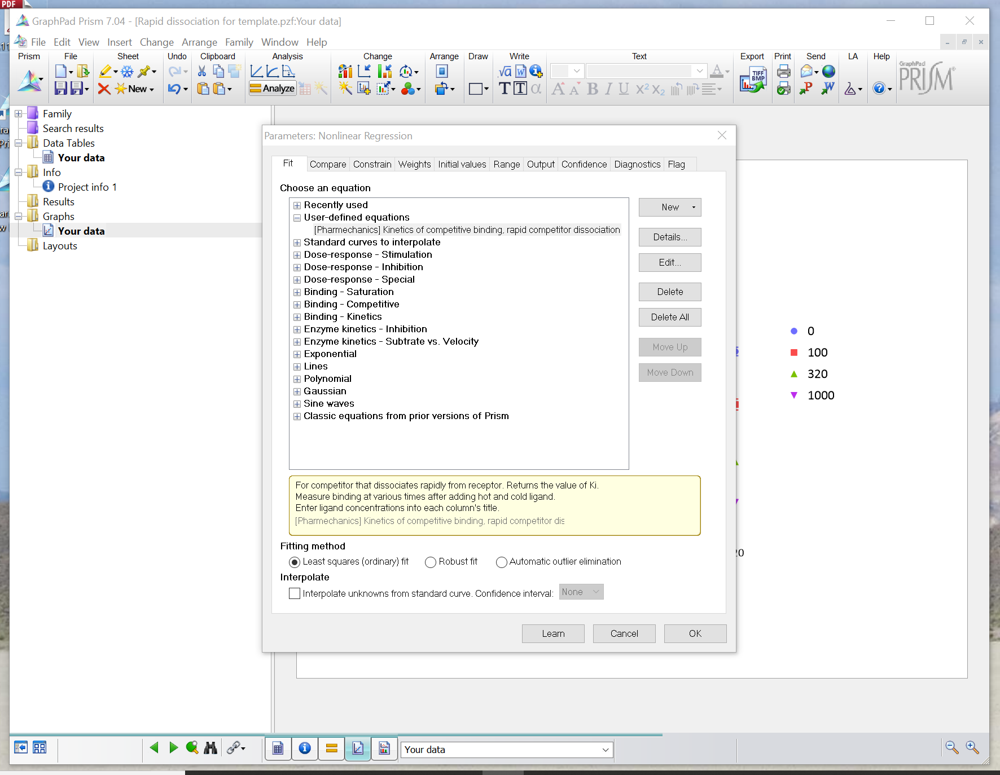 PDF
GraphPad Prism 7.04 - [Rapid dissociation for template.pzf:Your data]
File Edit View Insert Change Arrange Family Window Help
Prism File Sheet Undo Clipboard Analysis Change Arrange Draw Write Text Export Print Send LA Help
TIFF
BMP
GraphPad
PRISM
New
Analyze
Family
Search results
Data Tables
Your data
Info
Project info 1
Results
Graphs
Your data
Layouts
Parameters: Nonlinear Regression
Fit Compare Constrain Weights Initial values Range Output Confidence Diagnostics Flag
Choose an equation
Recently used
User-defined equations
[Pharmechanics] Kinetics of competitive binding, rapid competitor dissociation
Standard curves to interpolate
Dose-response - Stimulation
Dose-response - Inhibition
Dose-response - Special
Binding - Saturation
Binding - Competitive
Binding - Kinetics
Enzyme kinetics - Inhibition
Enzyme kinetics - Subtrate vs. Velocity
Exponential
Lines
Polynomial
Gaussian
Sine waves
Classic equations from prior versions of Prism
New
Details...
Edit...
Delete
Delete All
Move Up
Move Down
For competitor that dissociates rapidly from receptor. Returns the value of Ki.
Measure binding at various times after adding hot and cold ligand.
Enter ligand concentrations into each column's title.
[Pharmechanics] Kinetics of competitive binding, rapid competitor dis
Fitting method
Least squares (ordinary) fit Robust fit Automatic outlier elimination
Interpolate
Interpolate unknowns from standard curve. Confidence interval: None
Learn Cancel OK
0
100
320
1000
Your data